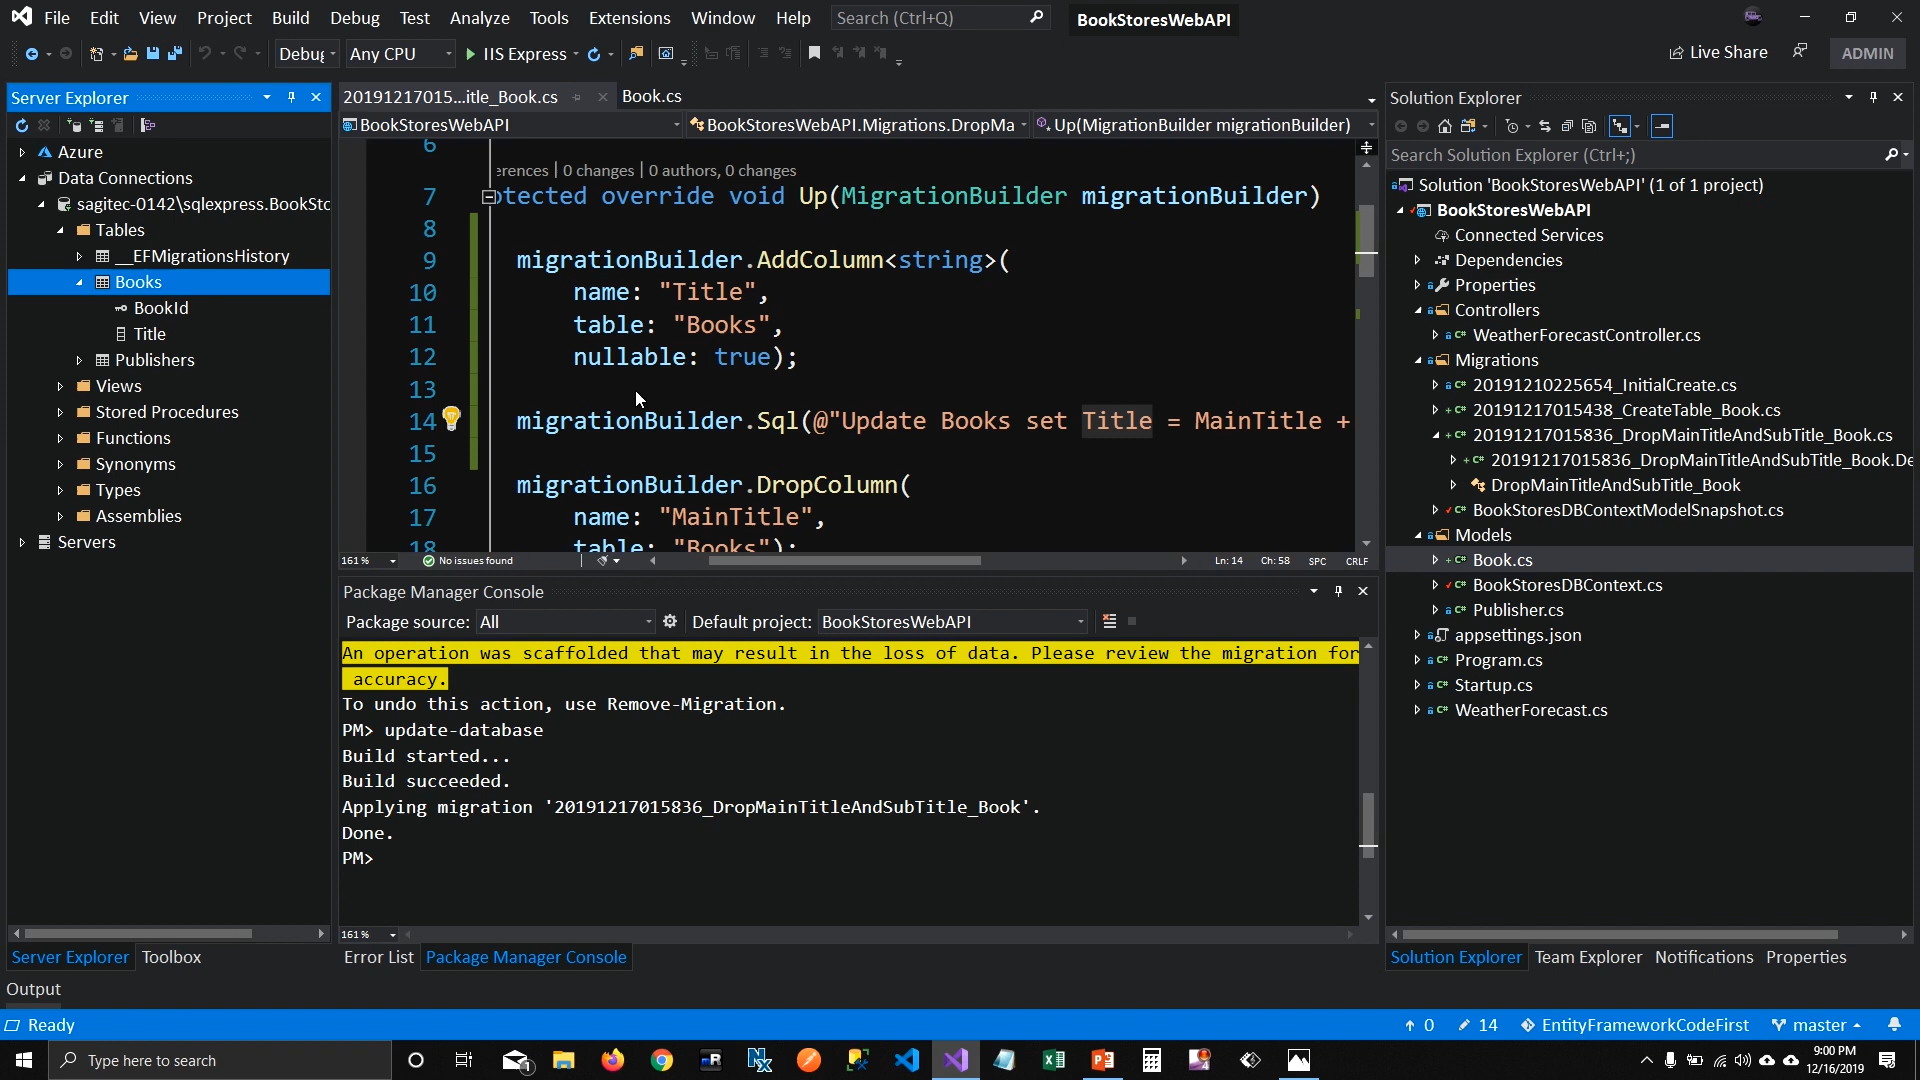 File Edit View Project Build Debug Test Analyze Tools Extensions Window Help Search (Ctrl+Q) BookStoresWebAPI
Debug Any CPU IIS Express Live Share ADMIN
Server Explorer
Azure
Data Connections
sagitec-0142\sqlexpress.BookSto
Tables
__EFMigrationsHistory
Books
BookId
Title
Publishers
Views
Stored Procedures
Functions
Synonyms
Types
Assemblies
Servers
Server Explorer Toolbox
20191217015...itle_Book.cs Book.cs
BookStoresWebAPI BookStoresWebAPI.Migrations.DropMa Up(MigrationBuilder migrationBuilder)
6
erences | 0 changes | 0 authors, 0 changes
7 otected override void Up(MigrationBuilder migrationBuilder)
8
9 migrationBuilder.AddColumn<string>(
10 name: "Title",
11 table: "Books",
12 nullable: true);
13
14 migrationBuilder.Sql(@"Update Books set Title = MainTitle +
15
16 migrationBuilder.DropColumn(
17 name: "MainTitle",
18 table: "Books");
161 % No issues found Ln: 14 Ch: 58 SPC CRLF
Package Manager Console
Package source: All Default project: BookStoresWebAPI
An operation was scaffolded that may result in the loss of data. Please review the migration for
accuracy.
To undo this action, use Remove-Migration.
PM> update-database
Build started...
Build succeeded.
Applying migration '20191217015836_DropMainTitleAndSubTitle_Book'.
Done.
PM>
161 %
Error List Package Manager Console
Solution Explorer
Search Solution Explorer (Ctrl+;)
Solution 'BookStoresWebAPI' (1 of 1 project)
BookStoresWebAPI
Connected Services
Dependencies
Properties
Controllers
WeatherForecastController.cs
Migrations
20191210225654_InitialCreate.cs
20191217015438_CreateTable_Book.cs
20191217015836_DropMainTitleAndSubTitle_Book.cs
20191217015836_DropMainTitleAndSubTitle_Book.De
DropMainTitleAndSubTitle_Book
BookStoresDBContextModelSnapshot.cs
Models
Book.cs
BookStoresDBContext.cs
Publisher.cs
appsettings.json
Program.cs
Startup.cs
WeatherForecast.cs
Solution Explorer Team Explorer Notifications Properties
Output
Ready 0 14 EntityFrameworkCodeFirst master
Type here to search
9:00 PM
12/16/2019